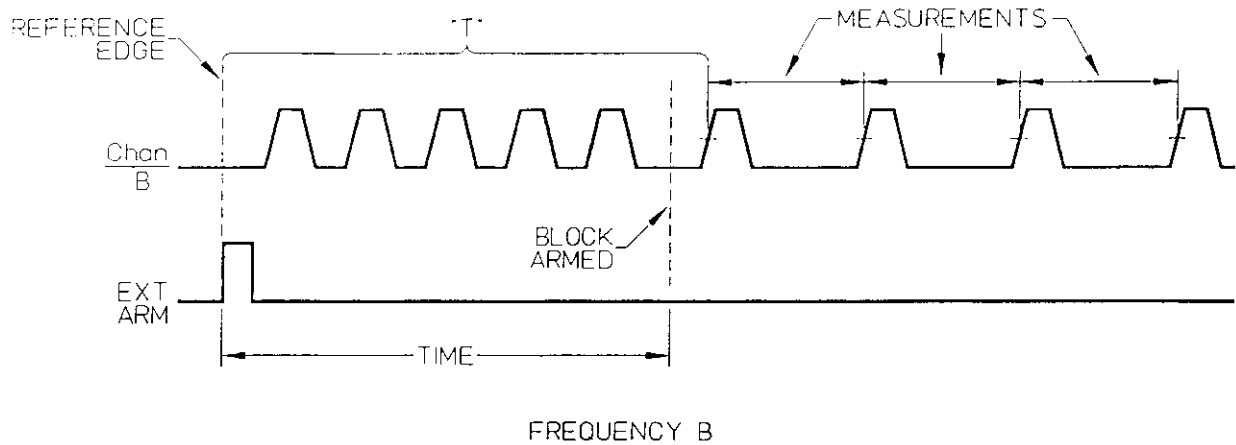 REFERENCE
EDGE
"T"
MEASUREMENTS
Chan
B
BLOCK
ARMED
EXT
ARM
TIME
FREQUENCY B